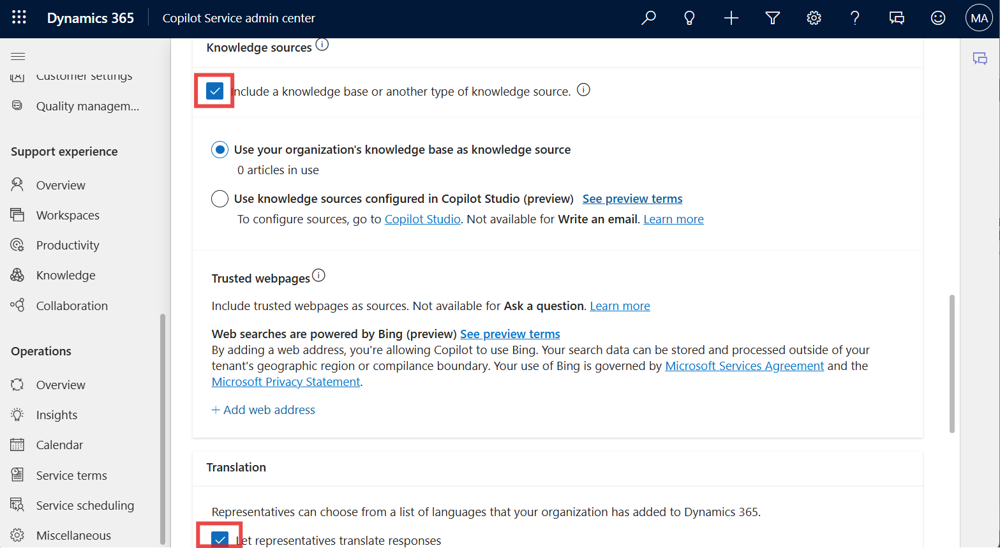 Dynamics 365
Copilot Service admin center
MA
Customer settings
Quality managem...
Support experience
Overview
Workspaces
Productivity
Knowledge
Collaboration
Operations
Overview
Insights
Calendar
Service terms
Service scheduling
Miscellaneous
Knowledge sources
Include a knowledge base or another type of knowledge source.
Use your organization's knowledge base as knowledge source
0 articles in use
Use knowledge sources configured in Copilot Studio (preview) See preview terms
To configure sources, go to Copilot Studio. Not available for Write an email. Learn more
Trusted webpages
Include trusted webpages as sources. Not available for Ask a question. Learn more
Web searches are powered by Bing (preview) See preview terms
By adding a web address, you're allowing Copilot to use Bing. Your search data can be stored and processed outside of your
tenant's geographic region or compilance boundary. Your use of Bing is governed by Microsoft Services Agreement and the
Microsoft Privacy Statement.
+ Add web address
Translation
Representatives can choose from a list of languages that your organization has added to Dynamics 365.
Let representatives translate responses